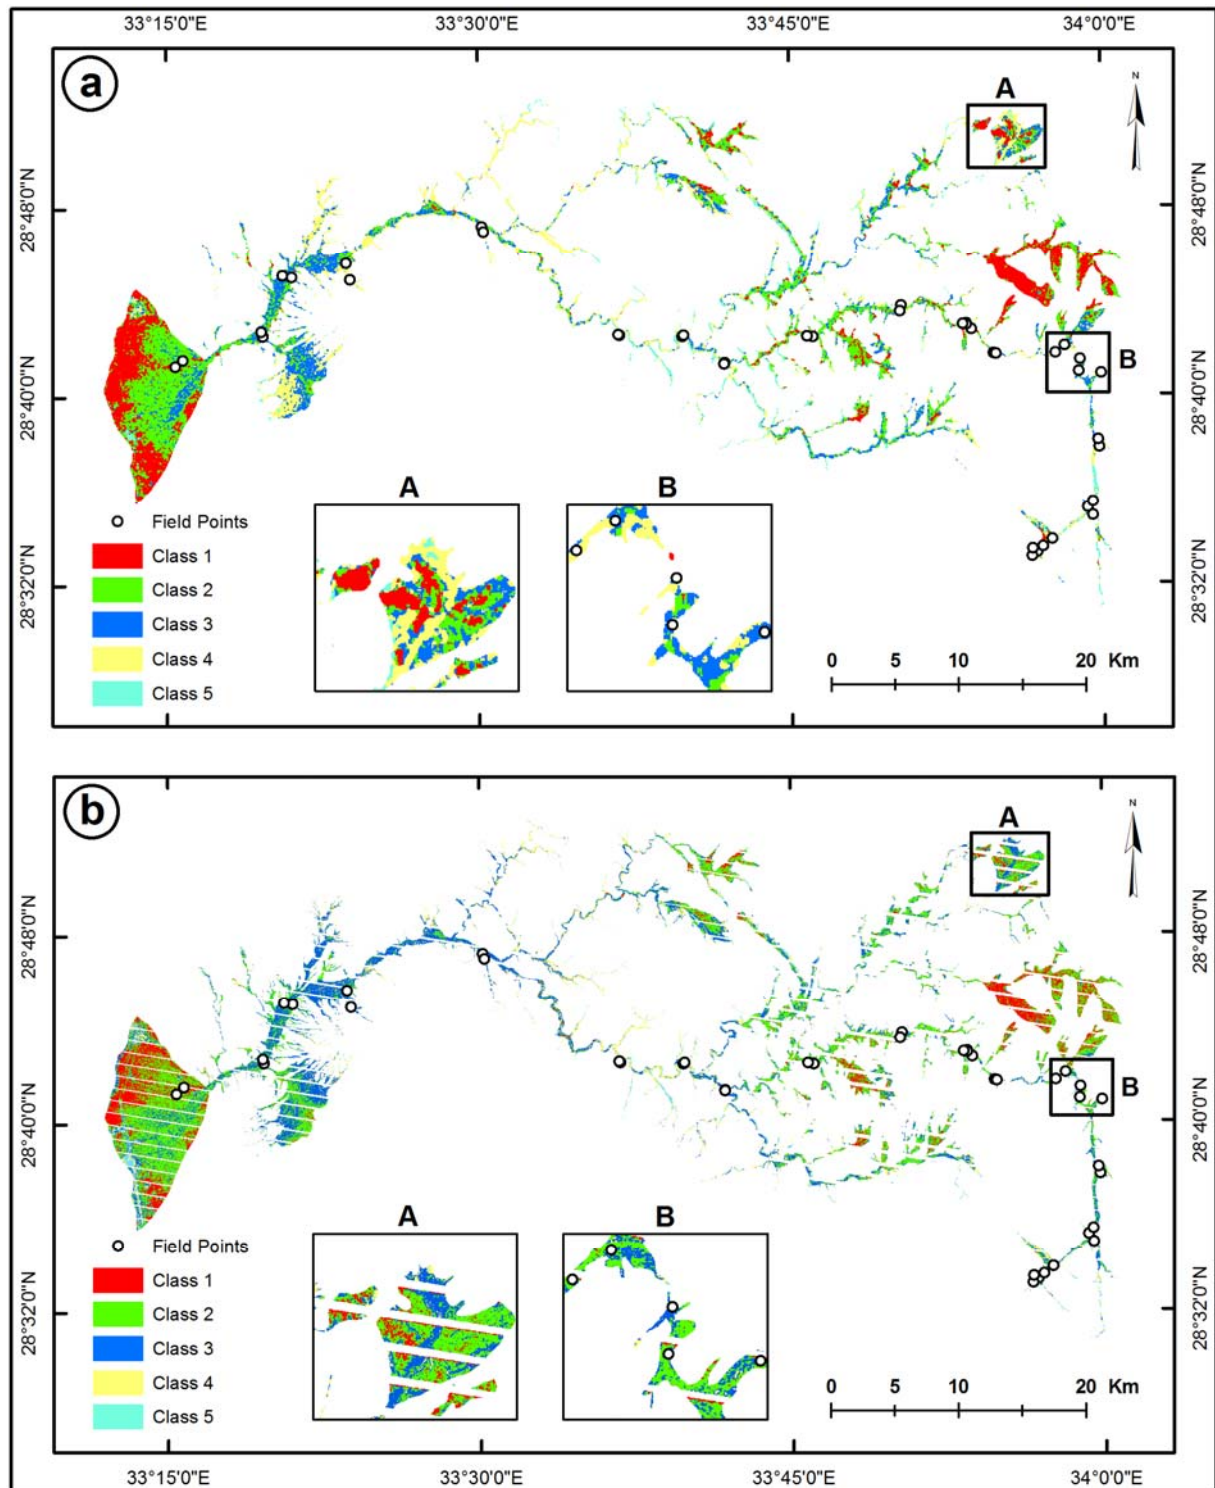 33°15'0"E 33°30'0"E 33°45'0"E 34°0'0"E
a
A
N
28°48'0"N
28°48'0"N
B
28°40'0"N
28°40'0"N
A
B
Field Points
Class 1
Class 2
Class 3
Class 4
Class 5
28°32'0"N
28°32'0"N
0 5 10 20 Km
b
A
N
28°48'0"N
28°48'0"N
B
28°40'0"N
28°40'0"N
A
B
Field Points
Class 1
Class 2
Class 3
Class 4
Class 5
28°32'0"N
28°32'0"N
0 5 10 20 Km
33°15'0"E 33°30'0"E 33°45'0"E 34°0'0"E